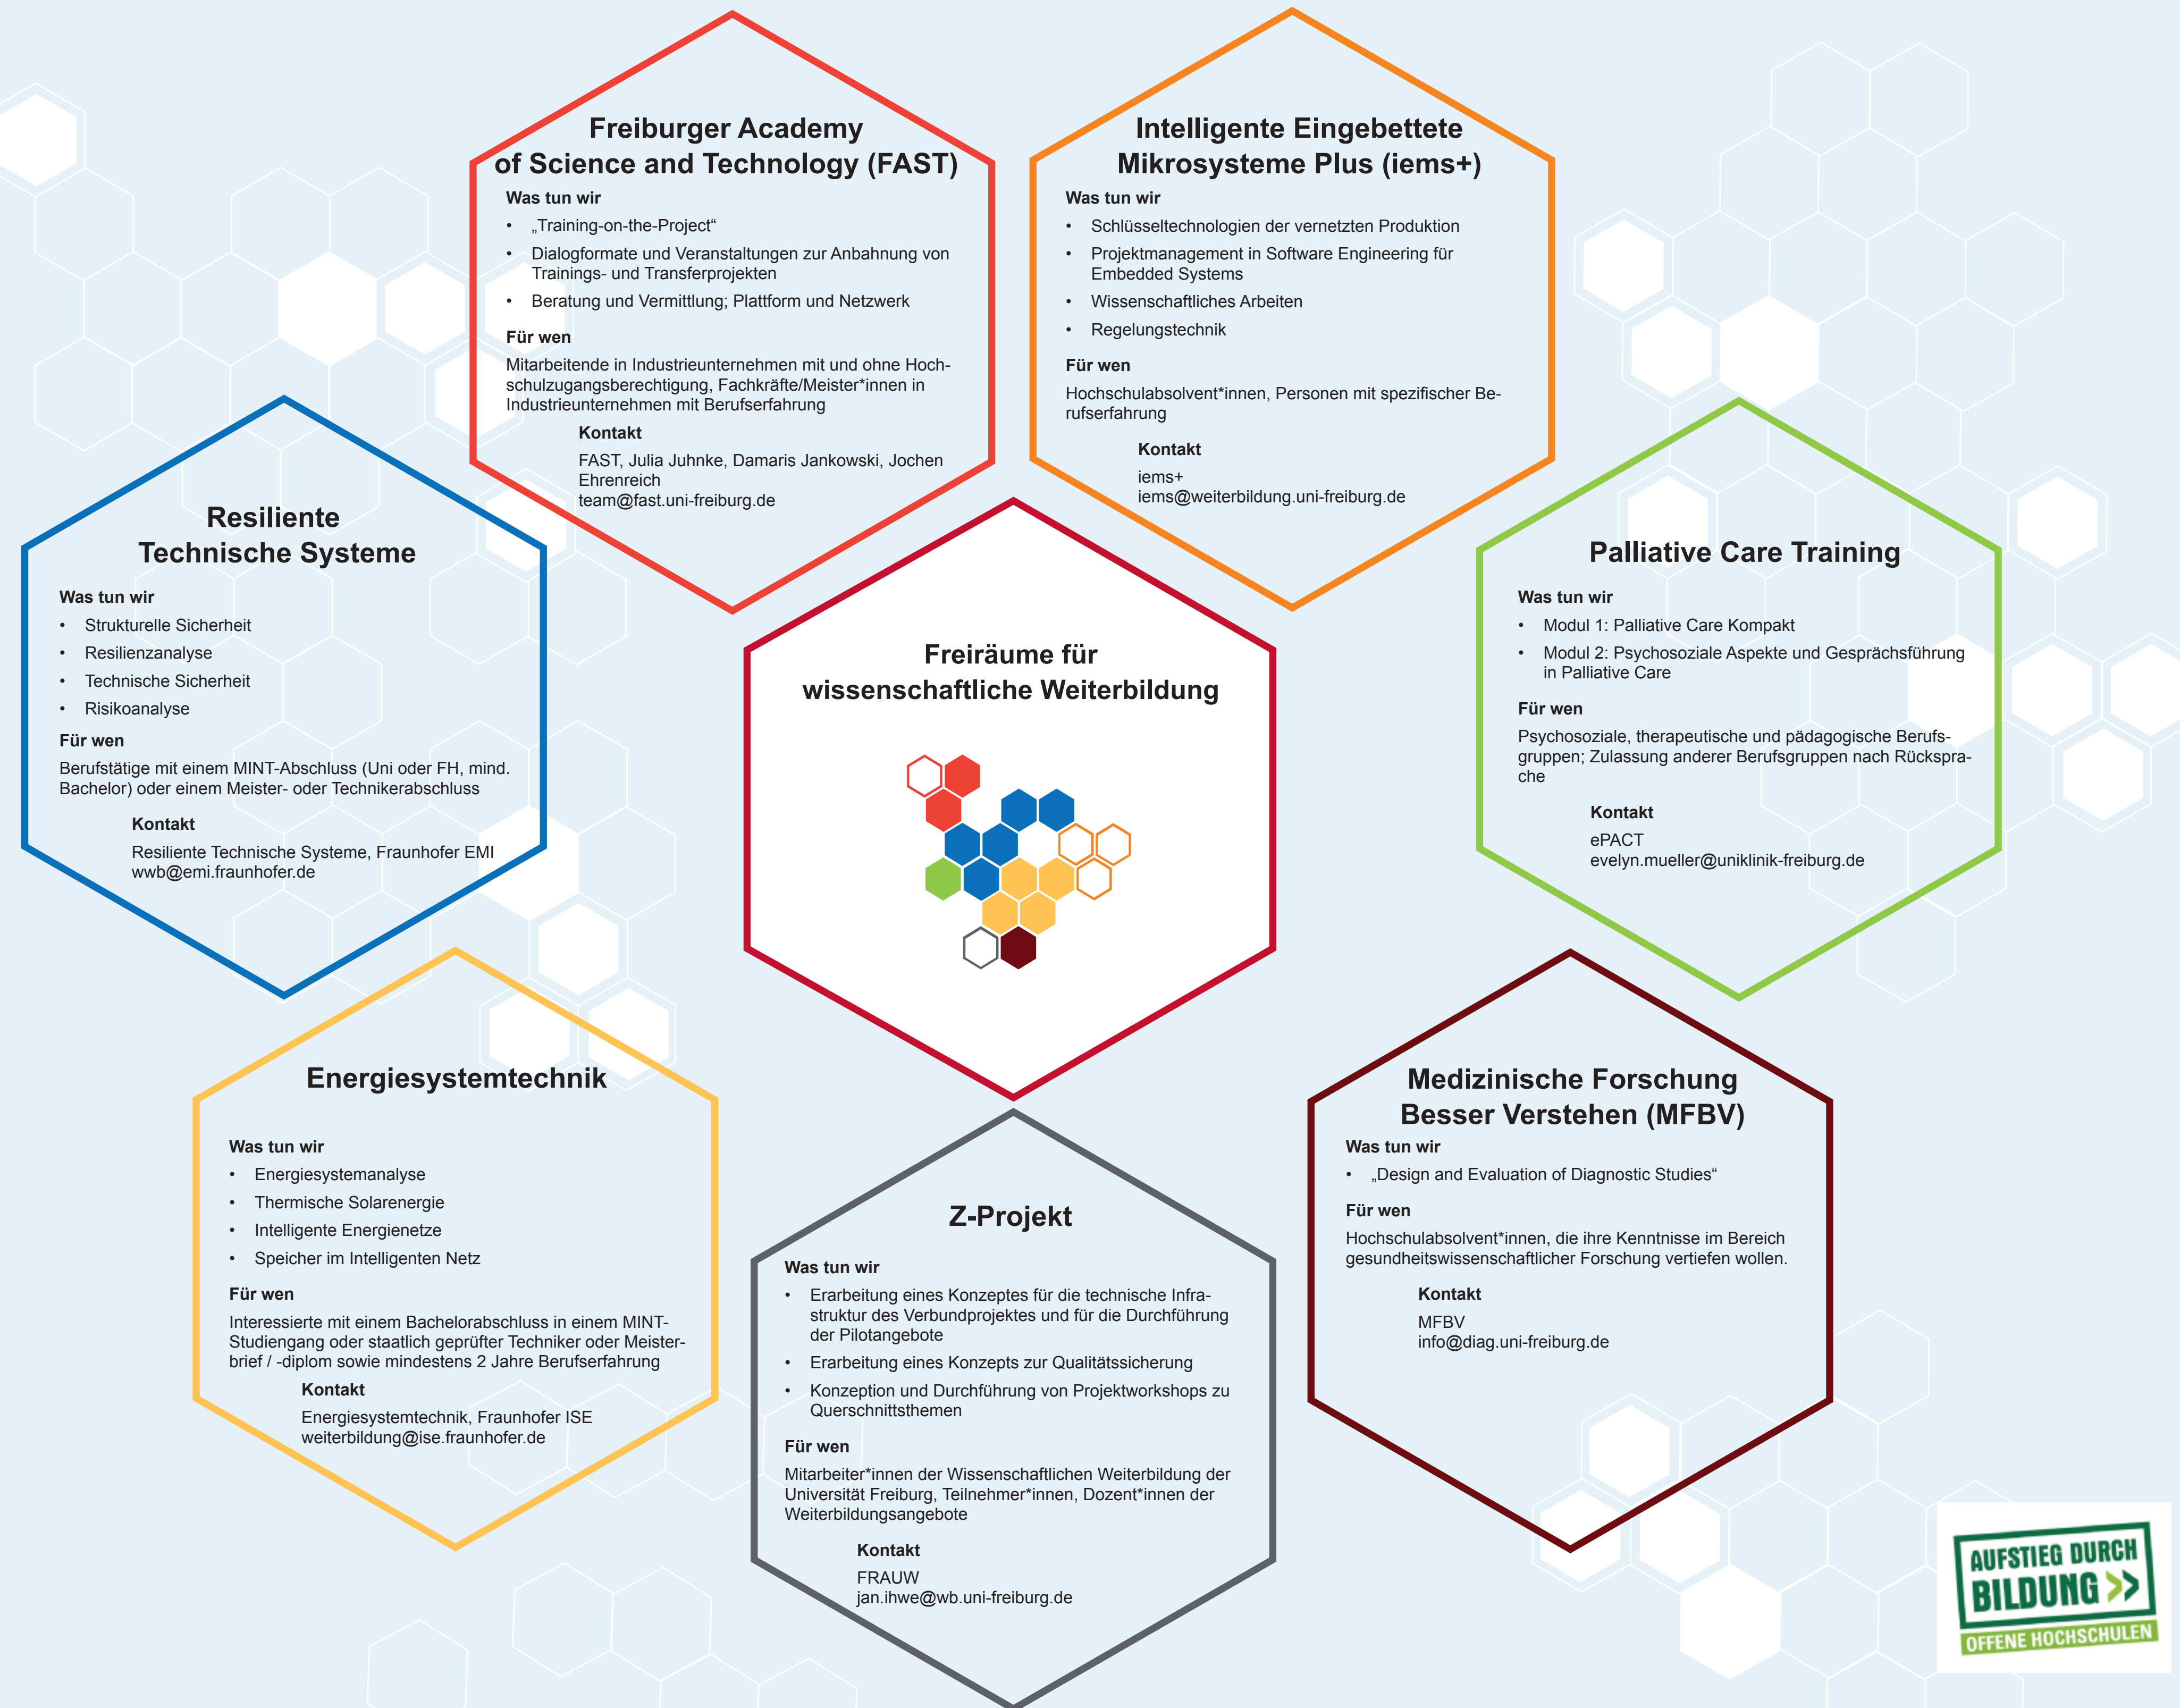 Freiburger Academy
of Science and Technology (FAST)
Was tun wir
• „Training-on-the-Project“
• Dialogformate und Veranstaltungen zur Anbahnung von
Trainings- und Transferprojekten
• Beratung und Vermittlung; Plattform und Netzwerk
Für wen
Mitarbeitende in Industrieunternehmen mit und ohne Hoch-
schulzugangsberechtigung, Fachkräfte/Meister*innen in
Industrieunternehmen mit Berufserfahrung
Kontakt
FAST, Julia Juhnke, Damaris Jankowski, Jochen
Ehrenreich
team@fast.uni-freiburg.de
Intelligente Eingebettete
Mikrosysteme Plus (iems+)
Was tun wir
• Schlüsseltechnologien der vernetzten Produktion
• Projektmanagement in Software Engineering für
Embedded Systems
• Wissenschaftliches Arbeiten
• Regelungstechnik
Für wen
Hochschulabsolvent*innen, Personen mit spezifischer Be-
rufserfahrung
Kontakt
iems+
iems@weiterbildung.uni-freiburg.de
Resiliente
Technische Systeme
Was tun wir
• Strukturelle Sicherheit
• Resilienzanalyse
• Technische Sicherheit
• Risikoanalyse
Für wen
Berufstätige mit einem MINT-Abschluss (Uni oder FH, mind.
Bachelor) oder einem Meister- oder Technikerabschluss
Kontakt
Resiliente Technische Systeme, Fraunhofer EMI
wwb@emi.fraunhofer.de
Freiräume für
wissenschaftliche Weiterbildung
Palliative Care Training
Was tun wir
• Modul 1: Palliative Care Kompakt
• Modul 2: Psychosoziale Aspekte und Gesprächsführung
in Palliative Care
Für wen
Psychosoziale, therapeutische und pädagogische Berufs-
gruppen; Zulassung anderer Berufsgruppen nach Rückspra-
che
Kontakt
ePACT
evelyn.mueller@uniklinik-freiburg.de
Energiesystemtechnik
Was tun wir
• Energiesystemanalyse
• Thermische Solarenergie
• Intelligente Energienetze
• Speicher im Intelligenten Netz
Für wen
Interessierte mit einem Bachelorabschluss in einem MINT-
Studiengang oder staatlich geprüfter Techniker oder Meister-
brief / -diplom sowie mindestens 2 Jahre Berufserfahrung
Kontakt
Energiesystemtechnik, Fraunhofer ISE
weiterbildung@ise.fraunhofer.de
Z-Projekt
Was tun wir
• Erarbeitung eines Konzeptes für die technische Infra-
struktur des Verbundprojektes und für die Durchführung
der Pilotangebote
• Erarbeitung eines Konzepts zur Qualitätssicherung
• Konzeption und Durchführung von Projektworkshops zu
Querschnittsthemen
Für wen
Mitarbeiter*innen der Wissenschaftlichen Weiterbildung der
Universität Freiburg, Teilnehmer*innen, Dozent*innen der
Weiterbildungsangebote
Kontakt
FRAUW
jan.ihwe@wb.uni-freiburg.de
Medizinische Forschung
Besser Verstehen (MFBV)
Was tun wir
• „Design and Evaluation of Diagnostic Studies“
Für wen
Hochschulabsolvent*innen, die ihre Kenntnisse im Bereich
gesundheitswissenschaftlicher Forschung vertiefen wollen.
Kontakt
MFBV
info@diag.uni-freiburg.de
AUFSTIEG DURCH
BILDUNG >>
OFFENE HOCHSCHULEN